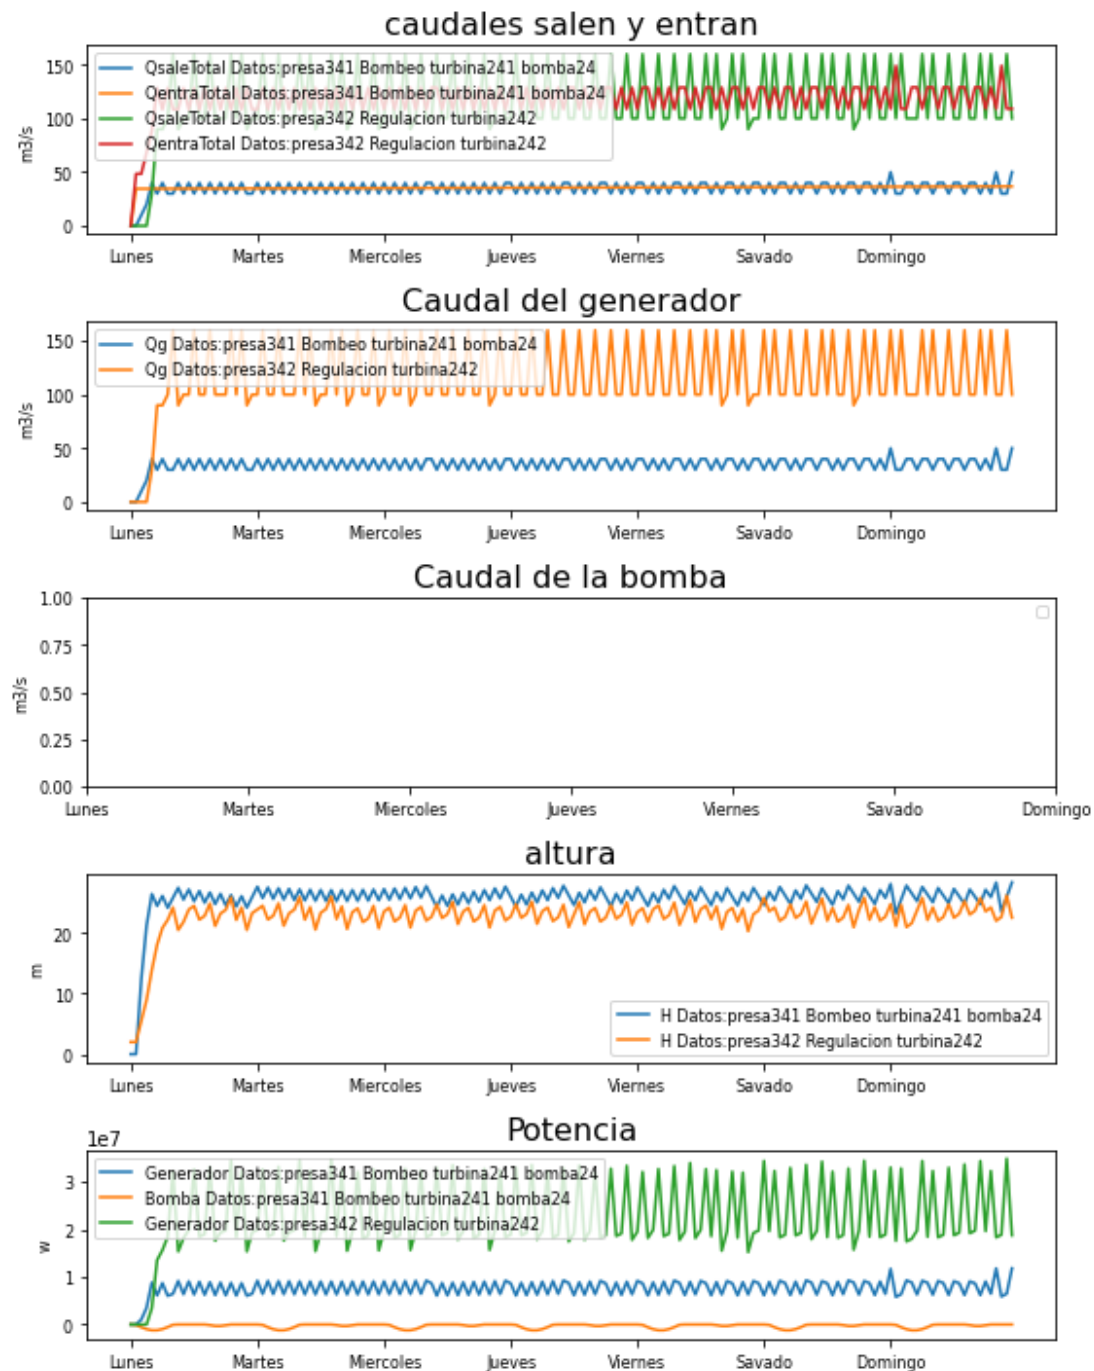 caudales salen y entran
150
100
50
0
m3/s
QsaleTotal Datos:presa341 Bombeo turbina241 bomba24
QentraTotal Datos:presa341 Bombeo turbina241 bomba24
QsaleTotal Datos:presa342 Regulacion turbina242
QentraTotal Datos:presa342 Regulacion turbina242
Lunes Martes Miercoles Jueves Viernes Savado Domingo
Caudal del generador
150
100
50
0
m3/s
Qg Datos:presa341 Bombeo turbina241 bomba24
Qg Datos:presa342 Regulacion turbina242
Lunes Martes Miercoles Jueves Viernes Savado Domingo
Caudal de la bomba
1.00
0.75
0.50
0.25
0.00
m3/s
Lunes Martes Miercoles Jueves Viernes Savado Domingo
altura
20
10
0
m
H Datos:presa341 Bombeo turbina241 bomba24
H Datos:presa342 Regulacion turbina242
Lunes Martes Miercoles Jueves Viernes Savado Domingo
Potencia
1e7
3
2
1
0
w
Generador Datos:presa341 Bombeo turbina241 bomba24
Bomba Datos:presa341 Bombeo turbina241 bomba24
Generador Datos:presa342 Regulacion turbina242
Lunes Martes Miercoles Jueves Viernes Savado Domingo